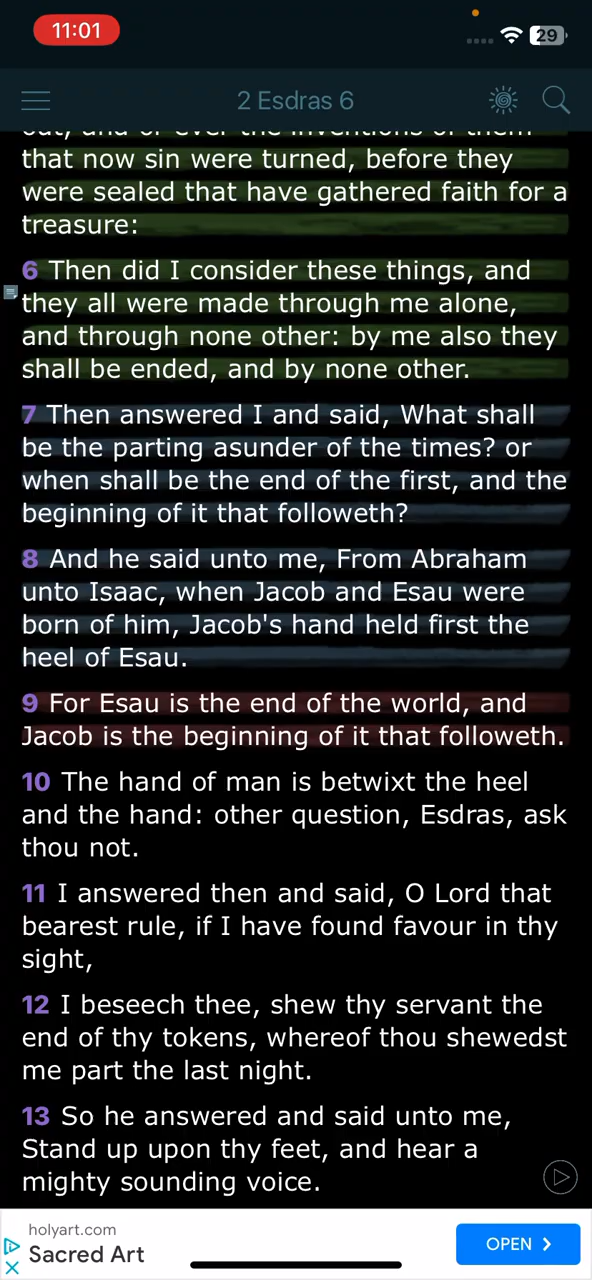 11:01
29
2 Esdras 6
out, and or ever the inventions of them
that now sin were turned, before they
were sealed that have gathered faith for a
treasure:
6 Then did I consider these things, and
they all were made through me alone,
and through none other: by me also they
shall be ended, and by none other.
7 Then answered I and said, What shall
be the parting asunder of the times? or
when shall be the end of the first, and the
beginning of it that followeth?
8 And he said unto me, From Abraham
unto Isaac, when Jacob and Esau were
born of him, Jacob's hand held first the
heel of Esau.
9 For Esau is the end of the world, and
Jacob is the beginning of it that followeth.
10 The hand of man is betwixt the heel
and the hand: other question, Esdras, ask
thou not.
11 I answered then and said, O Lord that
bearest rule, if I have found favour in thy
sight,
12 I beseech thee, shew thy servant the
end of thy tokens, whereof thou shewedst
me part the last night.
13 So he answered and said unto me,
Stand up upon thy feet, and hear a
mighty sounding voice.
holyart.com
Sacred Art
OPEN